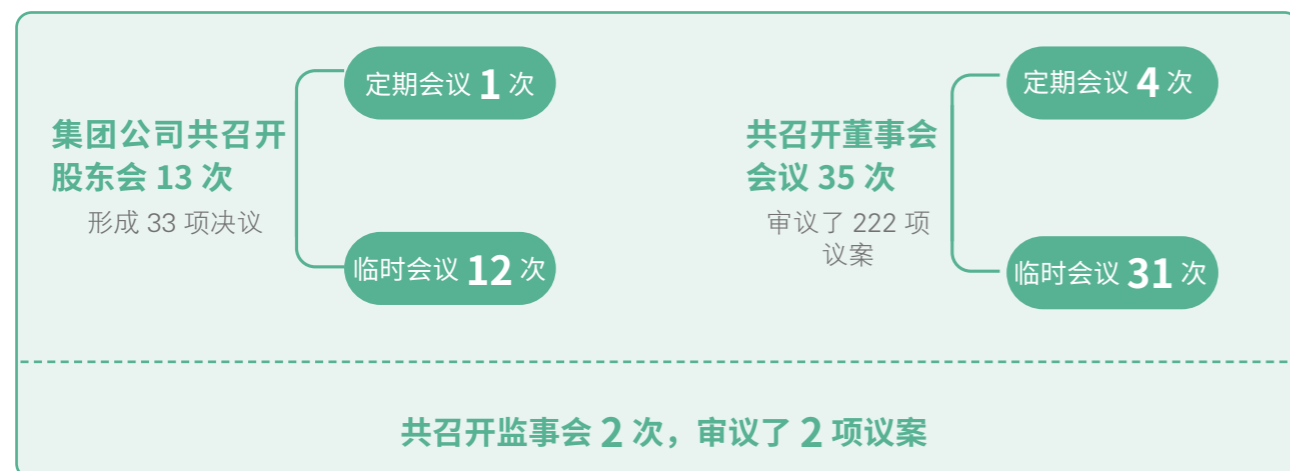 集团公司共召开
股东会 13 次
形成 33 项决议
定期会议 1 次
临时会议 12 次
共召开董事会
会议 35 次
审议了 222 项
议案
定期会议 4 次
临时会议 31 次
共召开监事会 2 次，审议了 2 项议案